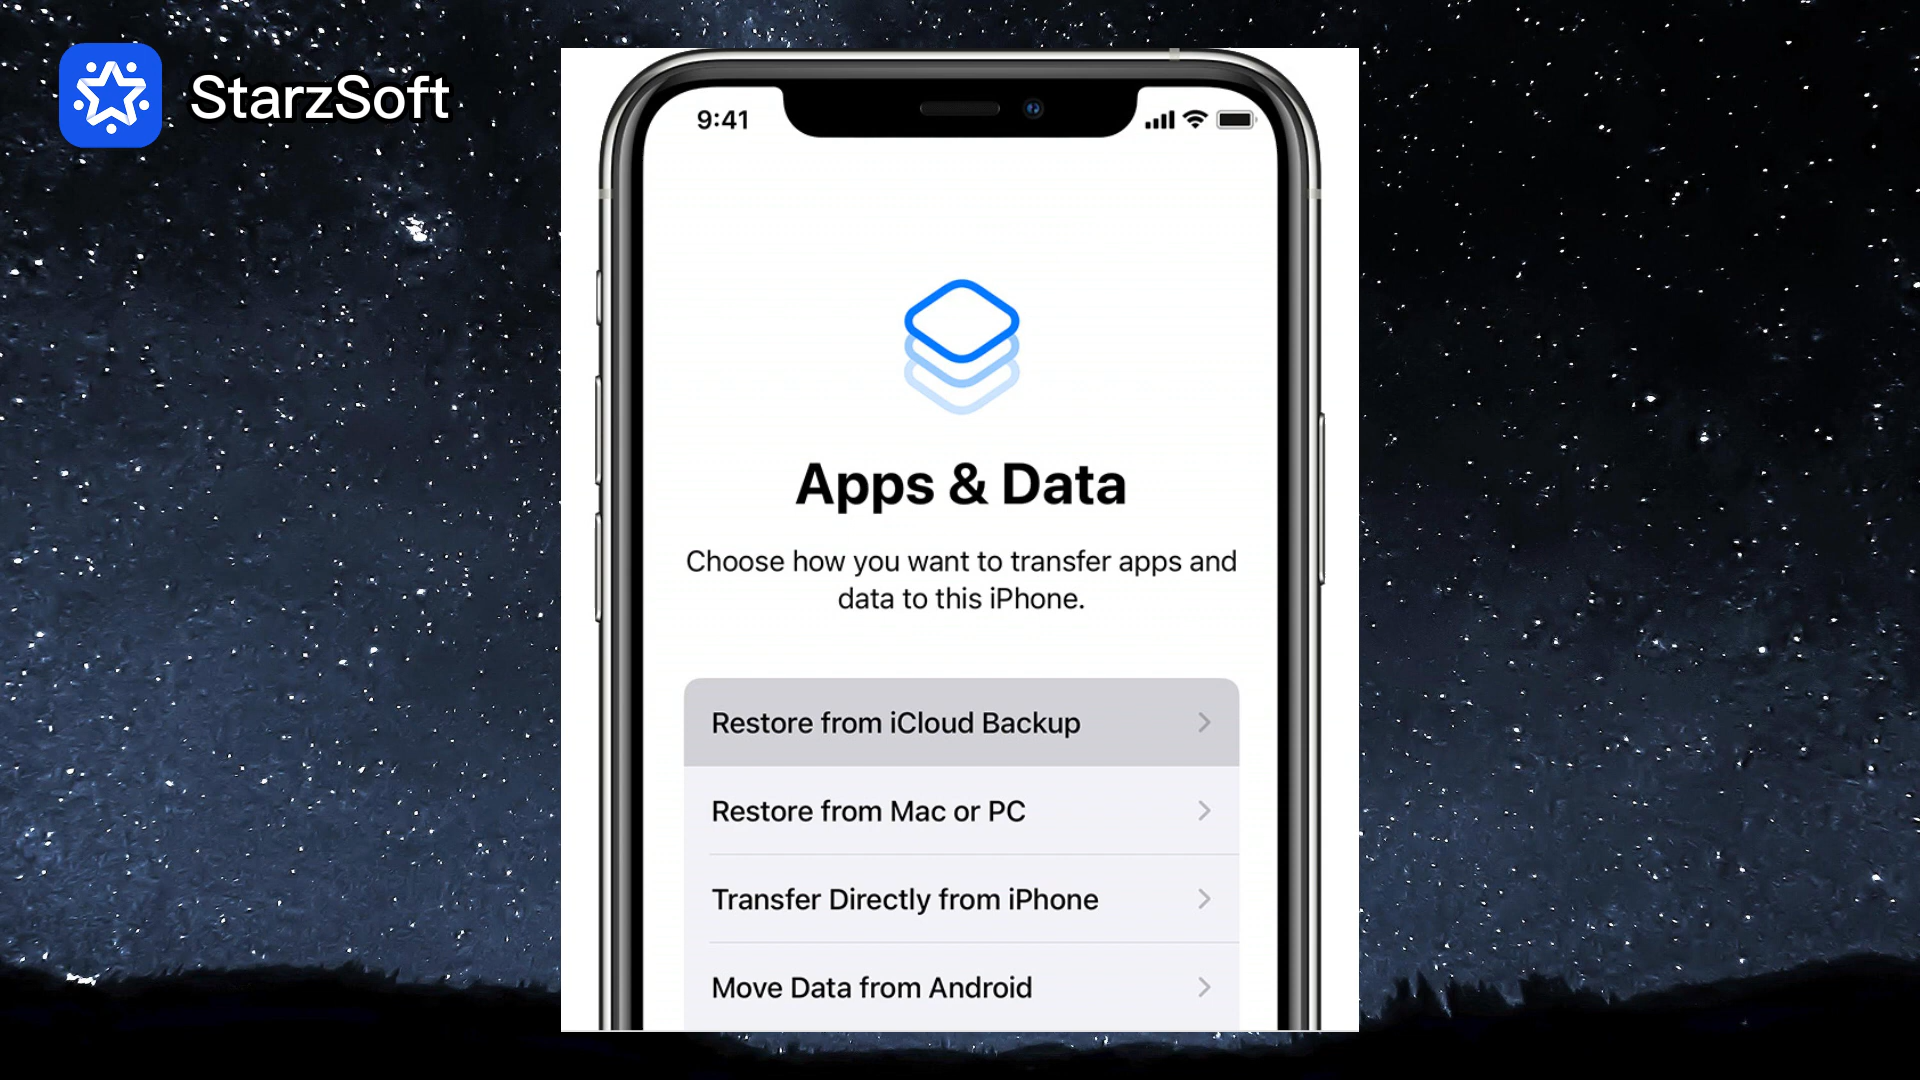 StarzSoft
9:41
Apps & Data
Choose how you want to transfer apps and
data to this iPhone.
Restore from iCloud Backup
Restore from Mac or PC
Transfer Directly from iPhone
Move Data from Android